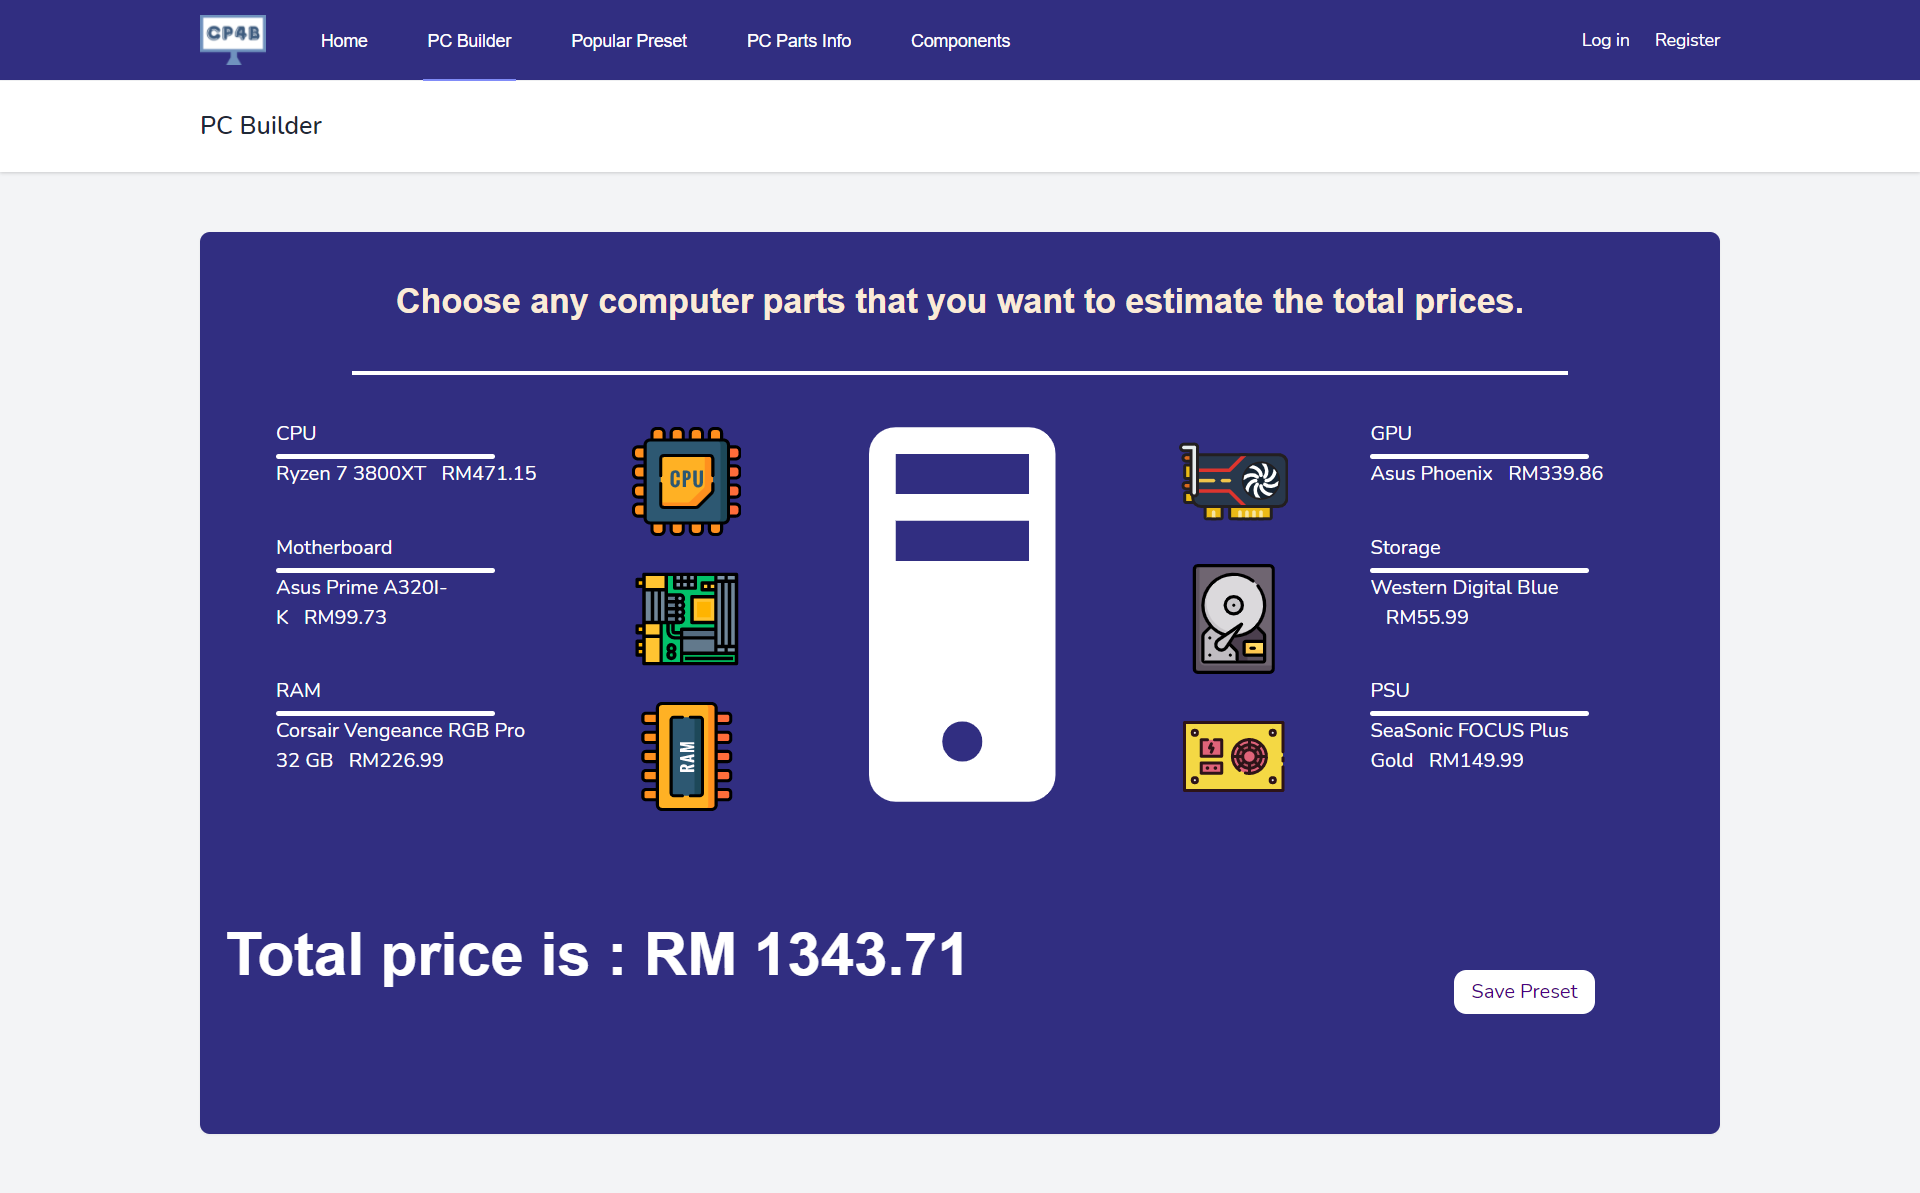 CP4B
Home
PC Builder
Popular Preset
PC Parts Info
Components
Log in
Register
PC Builder
Choose any computer parts that you want to estimate the total prices.
CPU
Ryzen 7 3800XT RM471.15
CPU
GPU
Asus Phoenix RM339.86
Motherboard
Asus Prime A320I-
K RM99.73
8
Storage
Western Digital Blue
RM55.99
RAM
Corsair Vengeance RGB Pro
32 GB RM226.99
RAM
PSU
SeaSonic FOCUS Plus
Gold RM149.99
Total price is : RM 1343.71
Save Preset